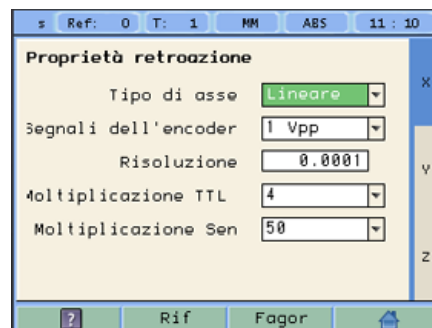 s Ref: 0 T: 1 MM ABS 11 : 10
Proprietà retroazione
Tipo di asse Lineare
Segnali dell'encoder 1 Vpp
Risoluzione 0.0001
Moltiplicazione TTL 4
Moltiplicazione Sen 50
X
Y
Z
? Rif Fagor